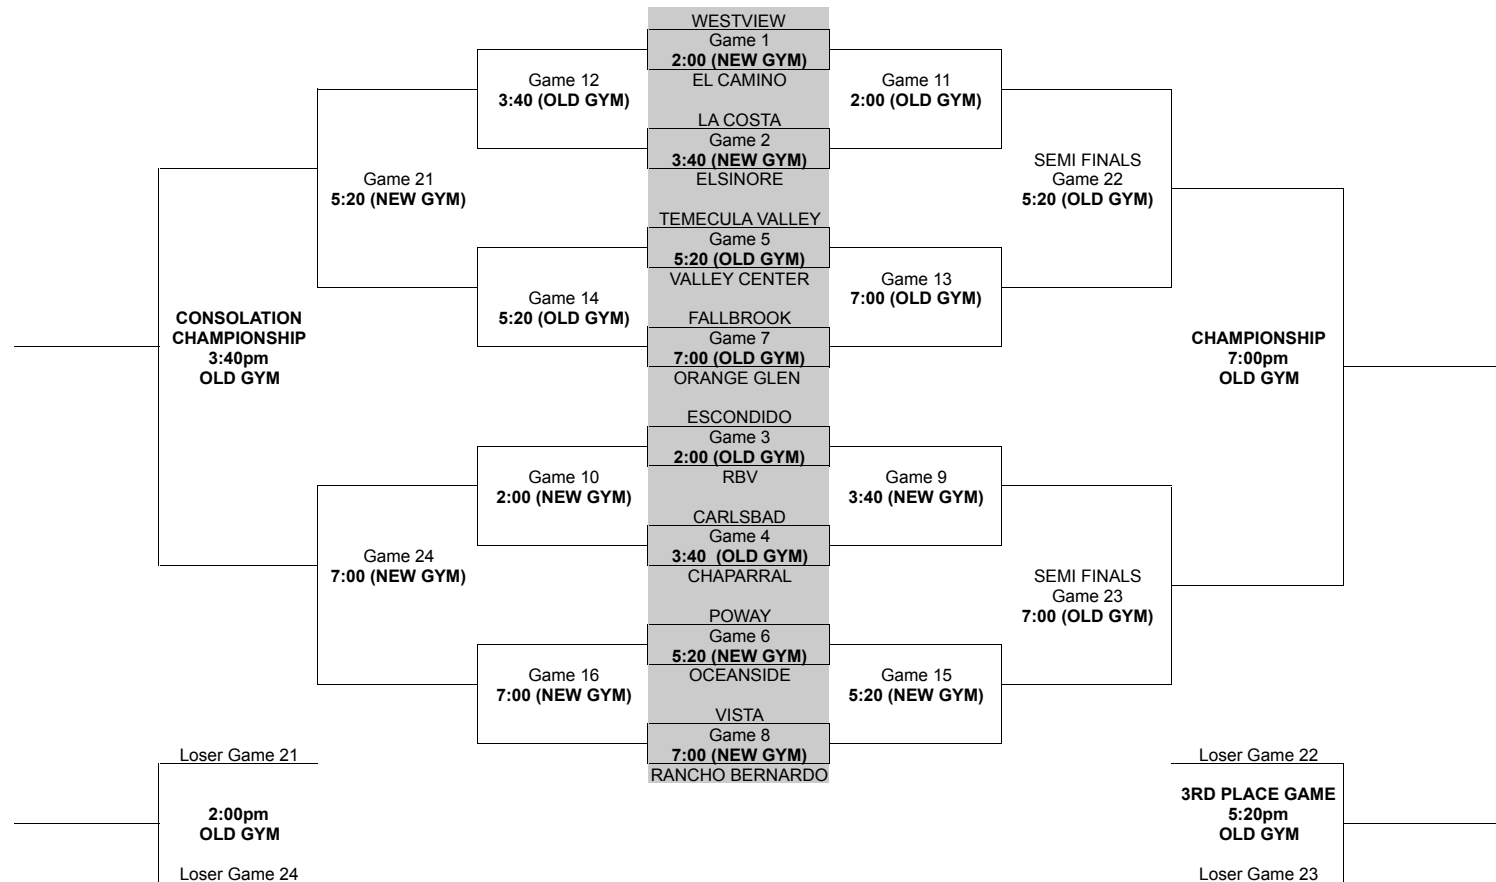 WESTVIEW
Game 1
2:00 (NEW GYM)
EL CAMINO
Game 12
3:40 (OLD GYM)
Game 11
2:00 (OLD GYM)
LA COSTA
Game 2
3:40 (NEW GYM)
ELSINORE
Game 21
5:20 (NEW GYM)
SEMI FINALS
Game 22
5:20 (OLD GYM)
TEMECULA VALLEY
Game 5
5:20 (OLD GYM)
VALLEY CENTER
Game 14
5:20 (OLD GYM)
Game 13
7:00 (OLD GYM)
FALLBROOK
Game 7
7:00 (OLD GYM)
ORANGE GLEN
CONSOLATION
CHAMPIONSHIP
3:40pm
OLD GYM
CHAMPIONSHIP
7:00pm
OLD GYM
ESCONDIDO
Game 3
2:00 (OLD GYM)
RBV
Game 10
2:00 (NEW GYM)
Game 9
3:40 (NEW GYM)
CARLSBAD
Game 4
3:40 (OLD GYM)
CHAPARRAL
Game 24
7:00 (NEW GYM)
SEMI FINALS
Game 23
7:00 (OLD GYM)
POWAY
Game 6
5:20 (NEW GYM)
OCEANSIDE
Game 16
7:00 (NEW GYM)
Game 15
5:20 (NEW GYM)
VISTA
Game 8
7:00 (NEW GYM)
RANCHO BERNARDO
Loser Game 21
2:00pm
OLD GYM
Loser Game 24
Loser Game 22
3RD PLACE GAME
5:20pm
OLD GYM
Loser Game 23